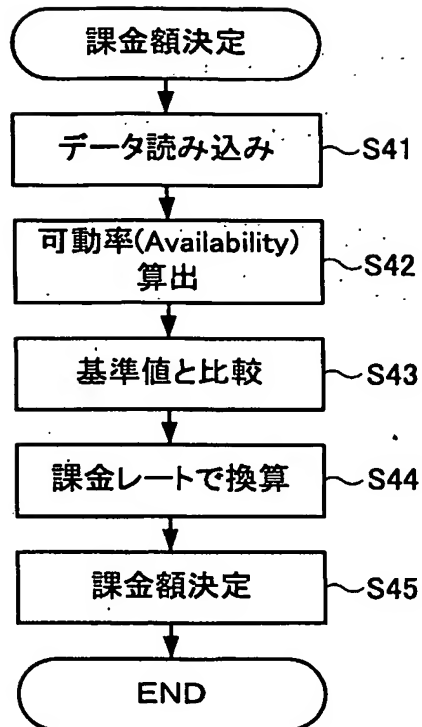 課金額決定
データ読み込み
S41
可動率(Availability)
算出
S42
基準値と比較
S43
課金レートで換算
S44
課金額決定
S45
END